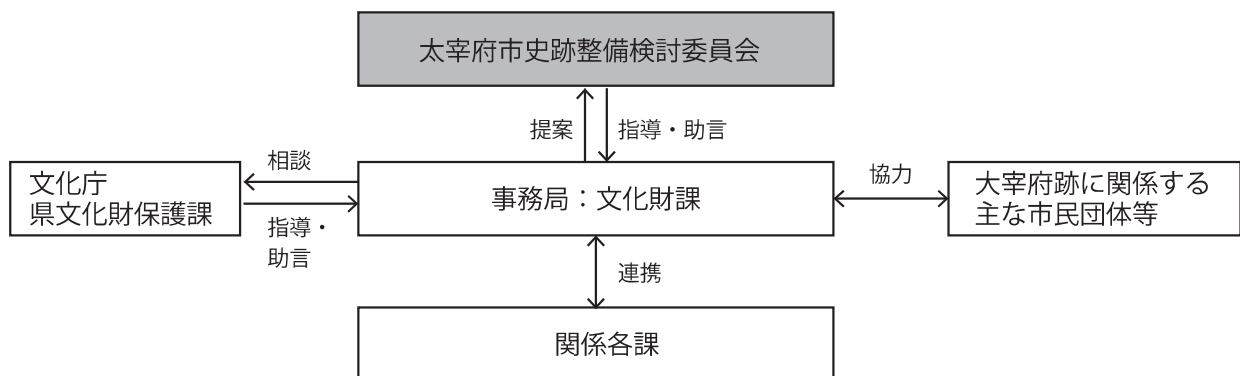 太宰府市史跡整備検討委員会
提案
指導・助言
文化庁
県文化財保護課
相談
指導・
助言
事務局：文化財課
協力
大宰府跡に関係する
主な市民団体等
連携
関係各課